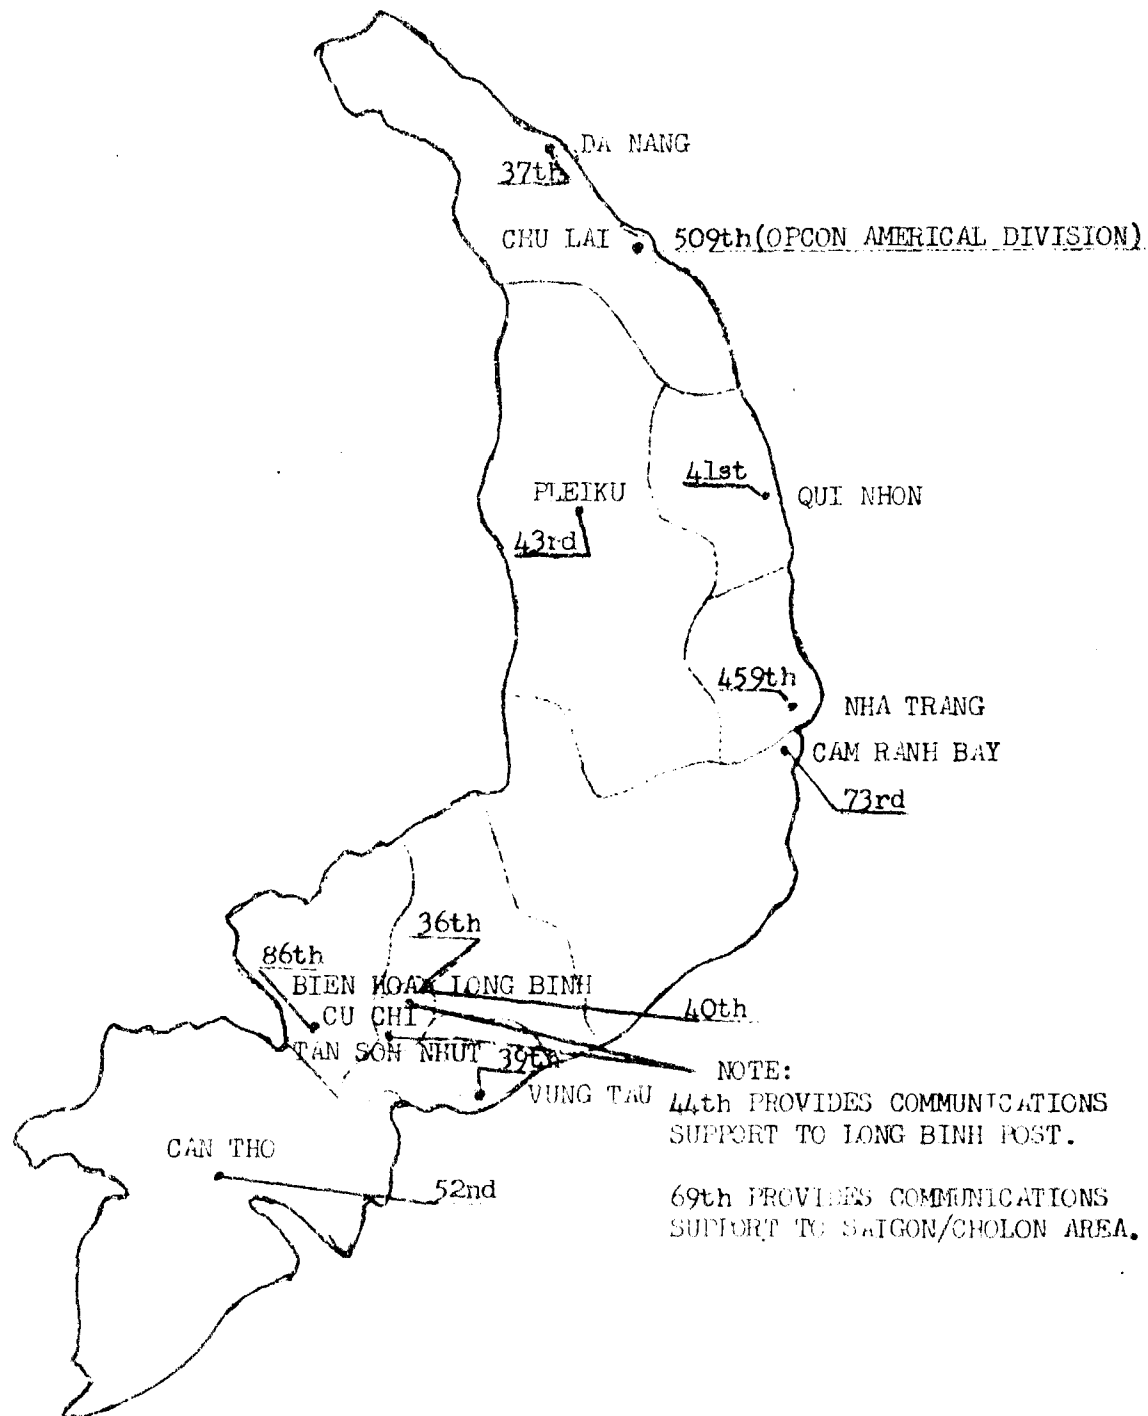 DA NANG
37th
CHU LAI
509th(OPCON AMERICAL DIVISION)
41st
PLEIKU
QUI NHON
43rd
459th
NHA TRANG
CAM RANH BAY
73rd
36th
86th
BIEN HOA LONG BINH
40th
CU CHI
TAN SON NHUT
39th
NOTE:
VUNG TAU
44th PROVIDES COMMUNICATIONS
SUPPORT TO LONG BINH POST.
CAN THO
52nd
69th PROVIDES COMMUNICATIONS
SUPPORT TO SAIGON/CHOLON AREA.